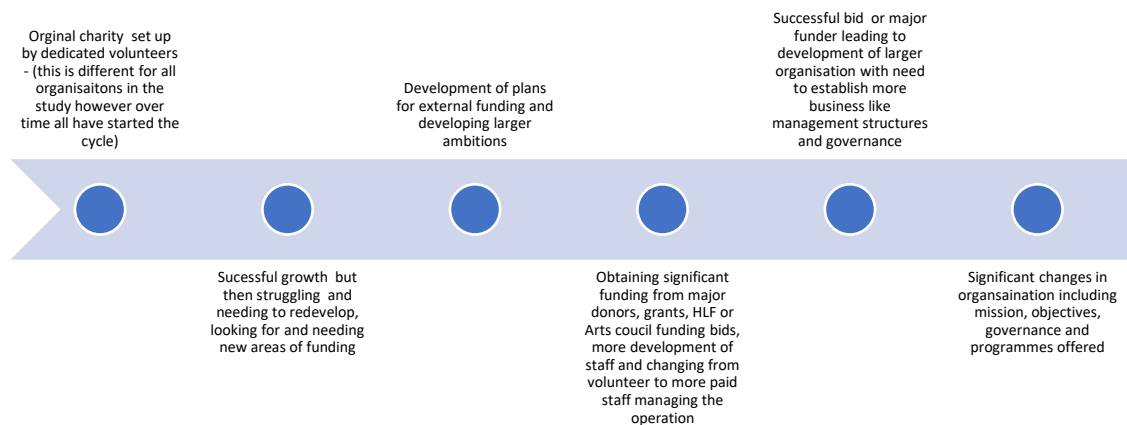 Orginal charity set up
by dedicated volunteers
- (this is different for all
organisaitons in the
study however over
time all have started the
cycle)
Sucessful growth but
then struggling and
needing to redevelop,
looking for and needing
new areas of funding
Development of plans
for external funding and
developing larger
ambitions
Obtaining significant
funding from major
donors, grants, HLF or
Arts coucil funding bids,
more development of
staff and changing from
volunteer to more paid
staff managing the
operation
Successful bid or major
funder leading to
development of larger
organisation with need
to establish more
business like
management structures
and governance
Significant changes in
organsaination including
mission, objectives,
governance and
programmes offered